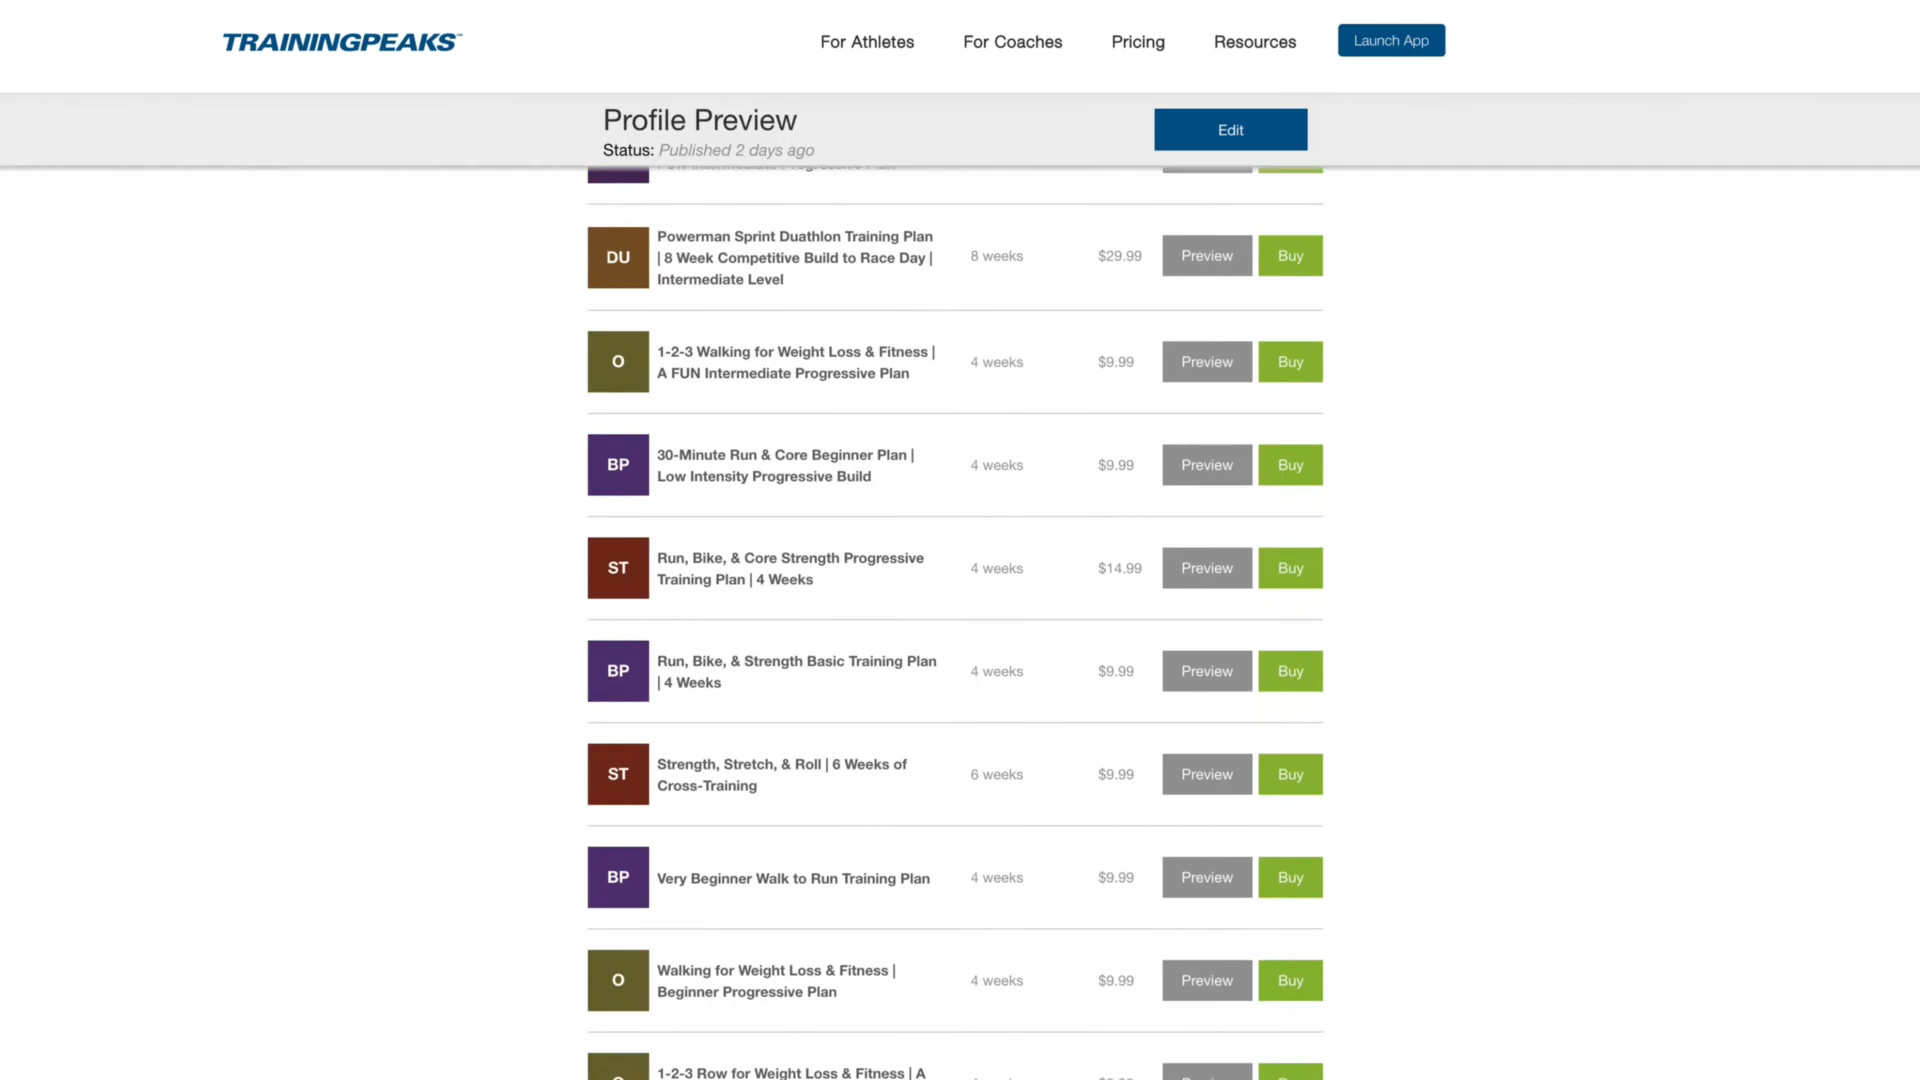 TRAININGPEAKS
For Athletes
For Coaches
Pricing
Resources
Launch App
Profile Preview
Edit
Status: Published 2 days ago
DU
Powerman Sprint Duathlon Training Plan
| 8 Week Competitive Build to Race Day |
Intermediate Level
8 weeks
$29.99
Preview
Buy
O
1-2-3 Walking for Weight Loss & Fitness |
A FUN Intermediate Progressive Plan
4 weeks
$9.99
Preview
Buy
BP
30-Minute Run & Core Beginner Plan |
Low Intensity Progressive Build
4 weeks
$9.99
Preview
Buy
ST
Run, Bike, & Core Strength Progressive
Training Plan | 4 Weeks
4 weeks
$14.99
Preview
Buy
BP
Run, Bike, & Strength Basic Training Plan
| 4 Weeks
4 weeks
$9.99
Preview
Buy
ST
Strength, Stretch, & Roll | 6 Weeks of
Cross-Training
6 weeks
$9.99
Preview
Buy
BP
Very Beginner Walk to Run Training Plan
4 weeks
$9.99
Preview
Buy
O
Walking for Weight Loss & Fitness |
Beginner Progressive Plan
4 weeks
$9.99
Preview
Buy
1-2-3 Row for Weight Loss & Fitness | A